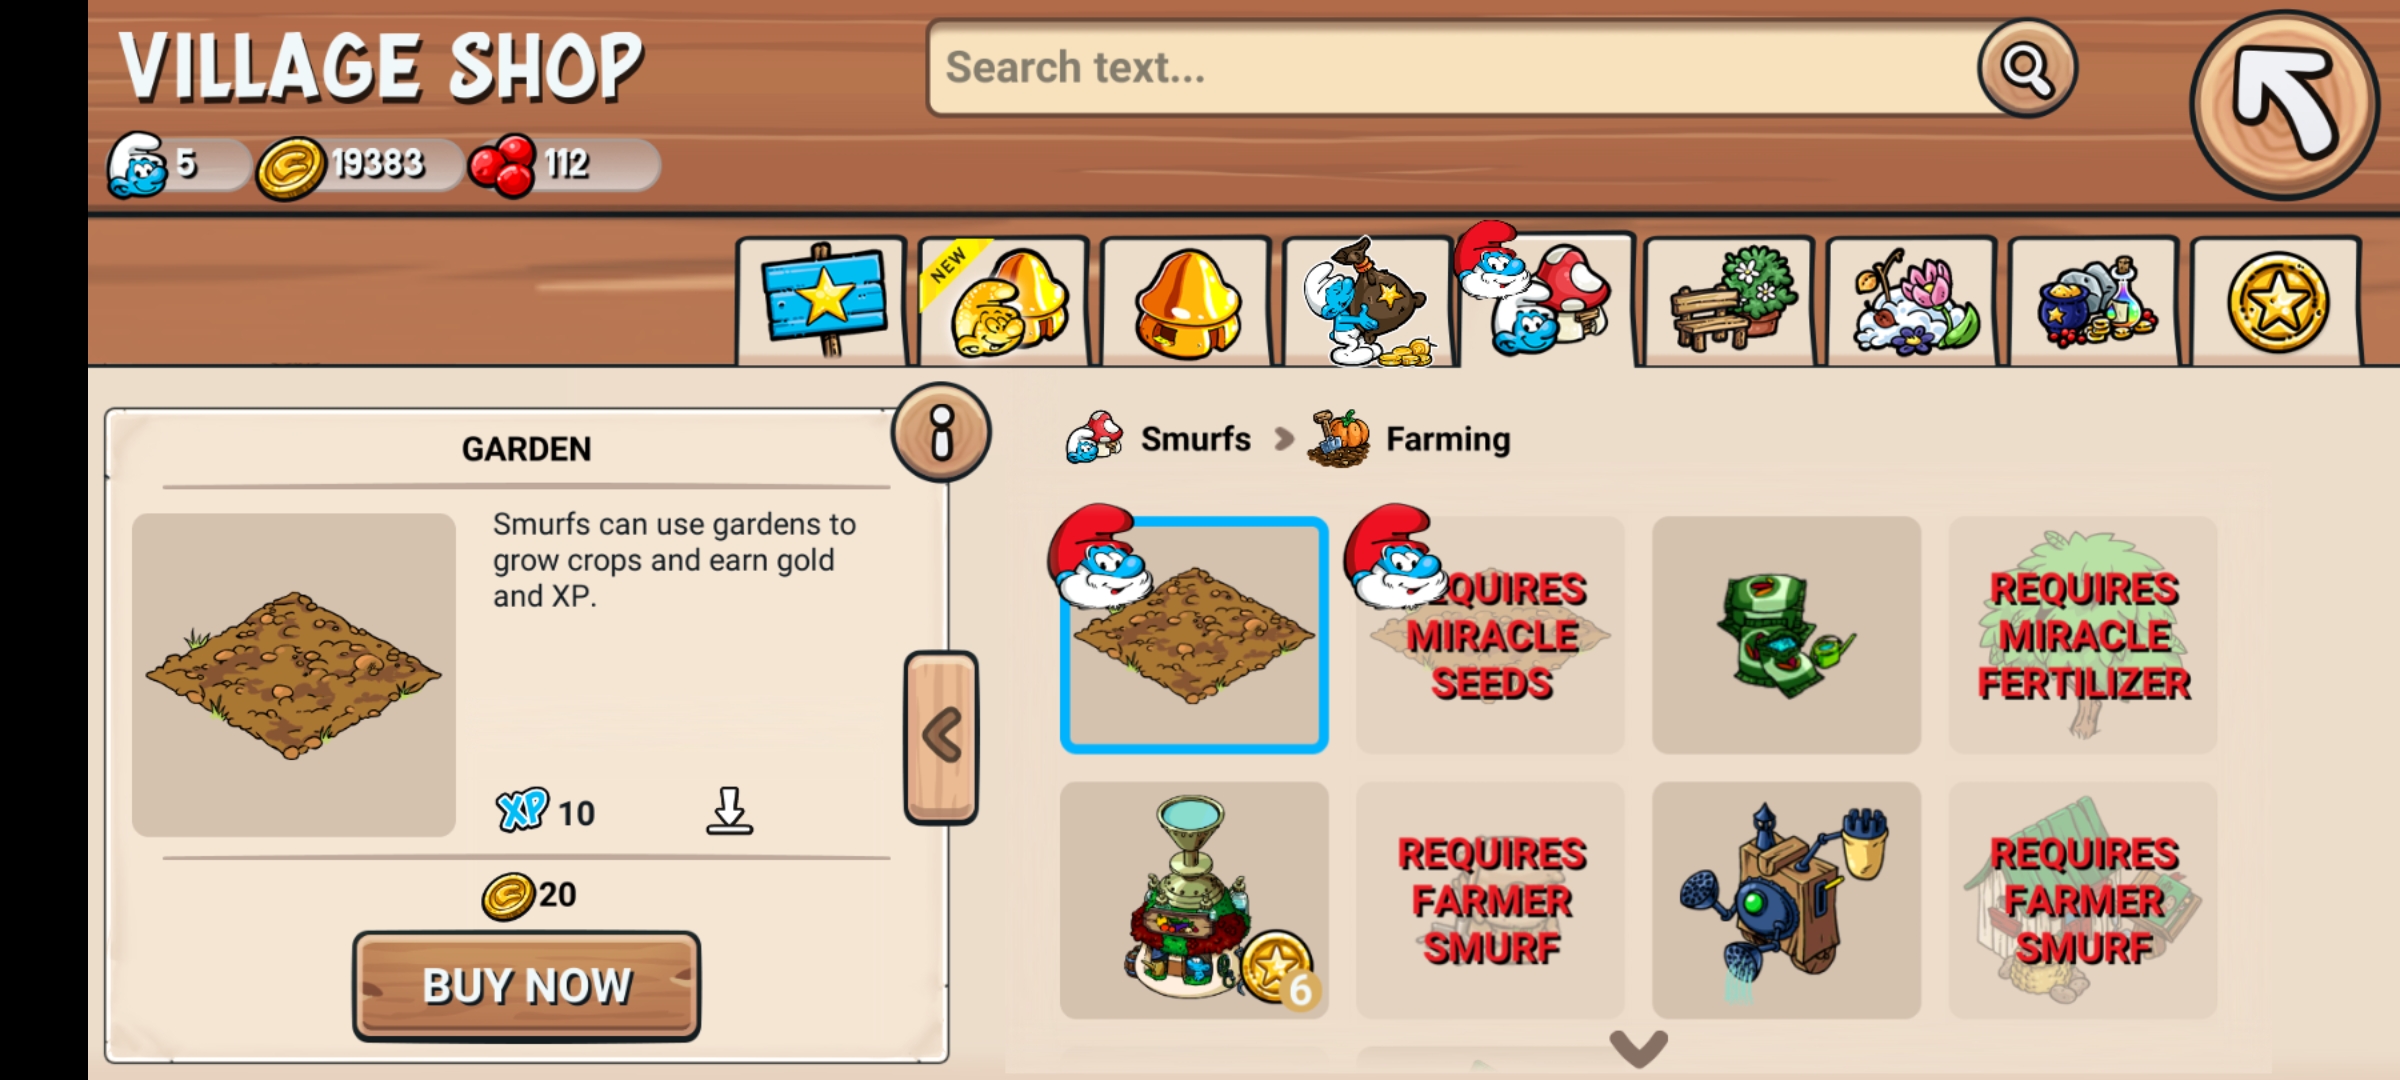 VILLAGE SHOP
Search text...
5
19383
112
NEW
GARDEN
Smurfs can use gardens to
grow crops and earn gold
and XP.
XP 10
20
BUY NOW
Smurfs
Farming
MIRACLE
SEEDS
REQUIRES
MIRACLE
FERTILIZER
6
REQUIRES
FARMER
SMURF
REQUIRES
FARMER
SMURF